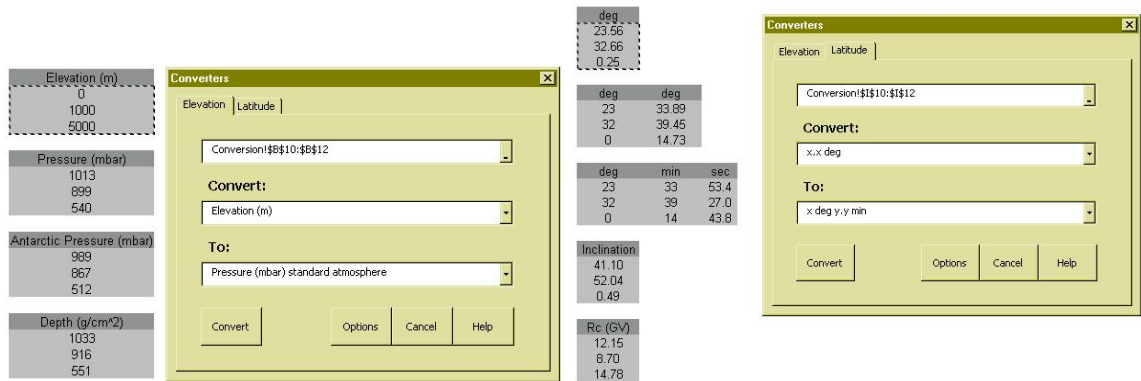 Elevation (m)
0
1000
5000
Pressure (mbar)
1013
899
540
Antarctic Pressure (mbar)
989
867
512
Depth (g/cm^2)
1033
916
551
Converters
Elevation Latitude
Conversion!$B$10:$B$12
Convert:
Elevation (m)
To:
Pressure (mbar) standard atmosphere
Convert Options Cancel Help
deg
23.56
32.66
0.25
deg deg
23 33.89
32 39.45
0 14.73
deg min sec
23 33 53.4
32 39 27.0
0 14 43.8
Inclination
41.10
52.04
0.49
Rc (GV)
12.15
8.70
14.78
Converters
Elevation Latitude
Conversion!$I$10:$I$12
Convert:
x.x deg
To:
x deg y.y min
Convert Options Cancel Help